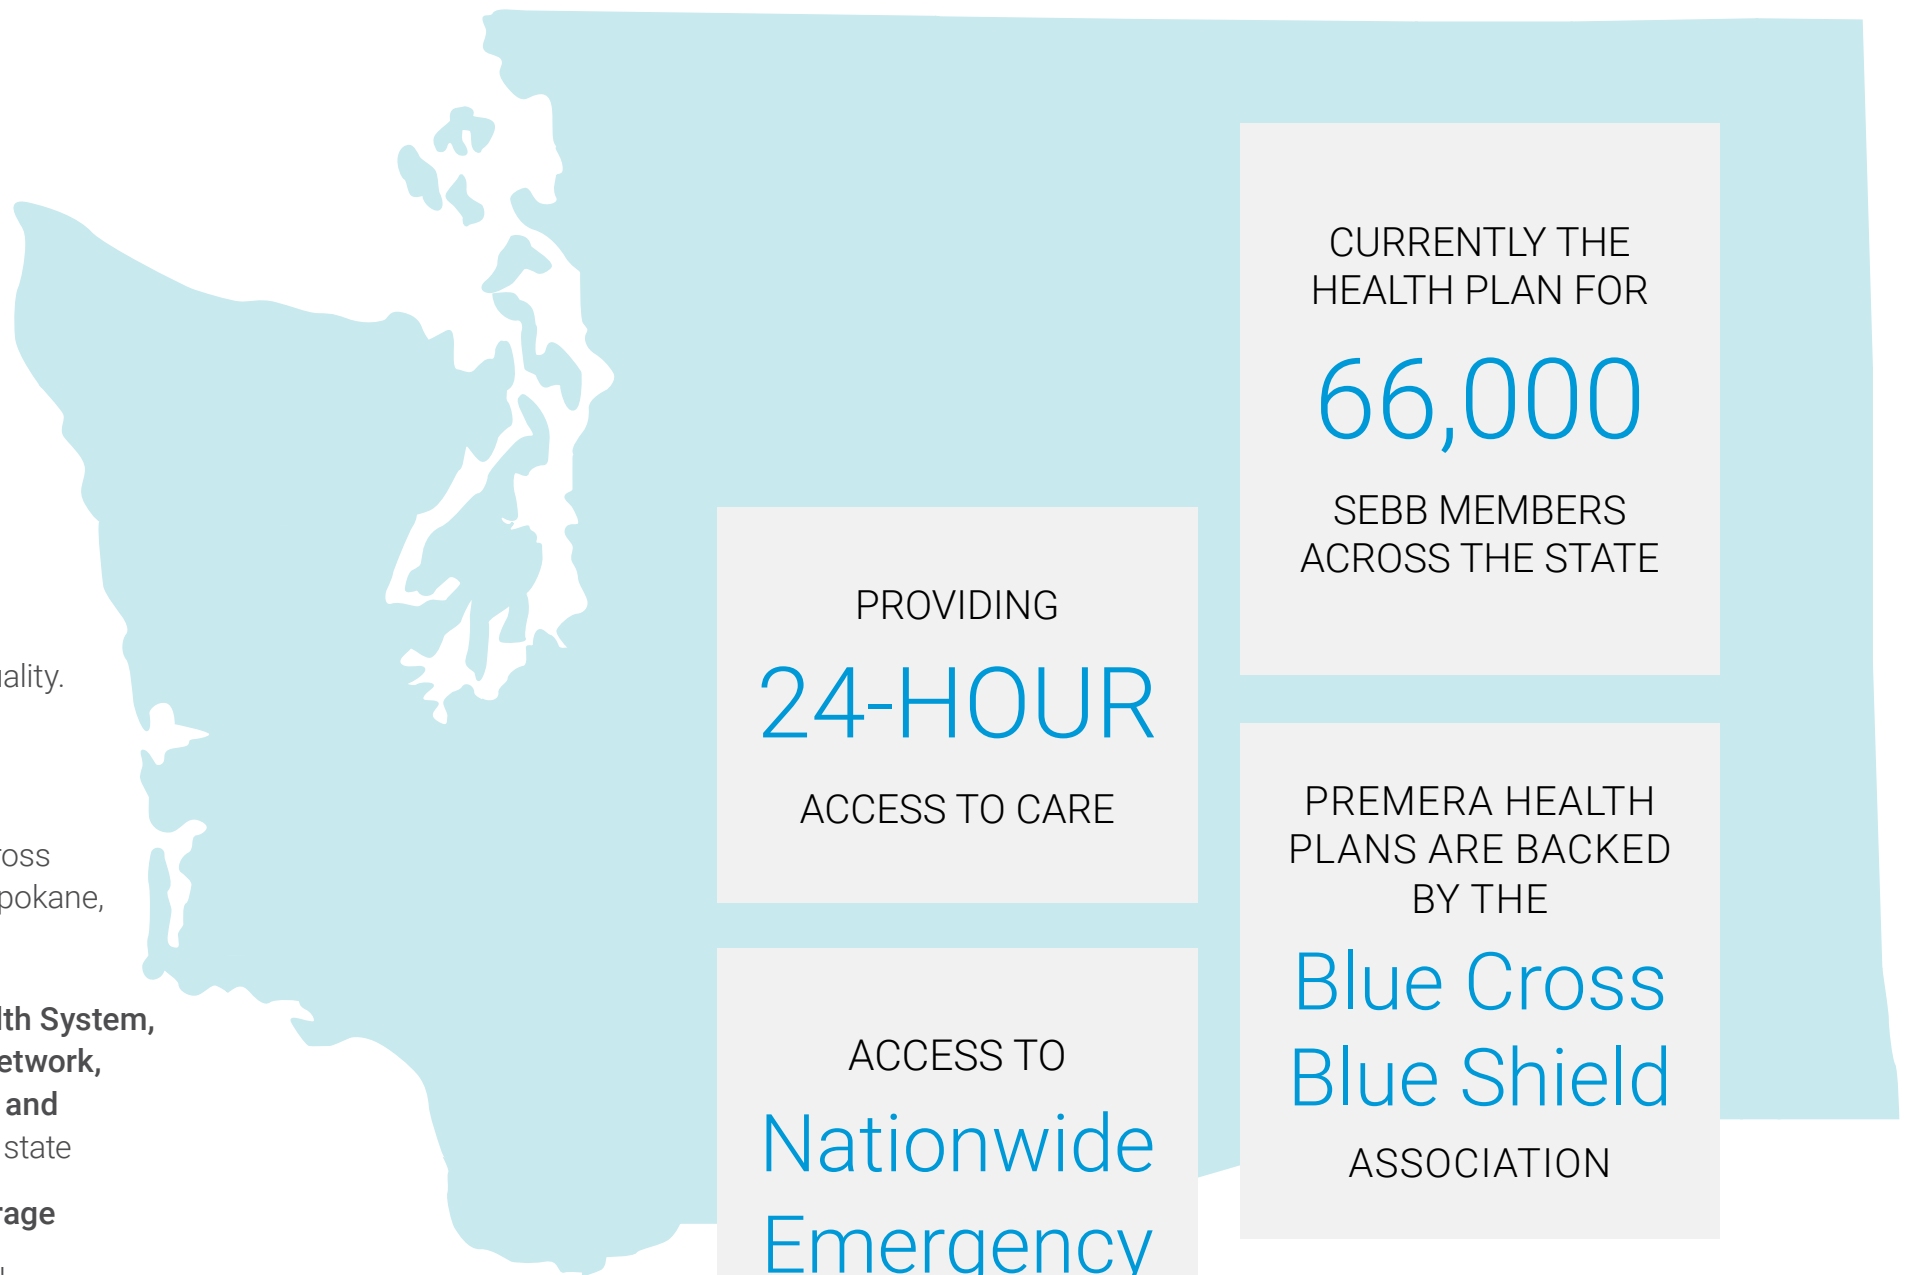 CURRENTLY THE
HEALTH PLAN FOR
66,000
SEBB MEMBERS
ACROSS THE STATE
PROVIDING
24-HOUR
ACCESS TO CARE
PREMERA HEALTH
PLANS ARE BACKED
BY THE
Blue Cross
Blue Shield
ASSOCIATION
ACCESS TO
Nationwide
Emergency
ality.
oss
pokane,
lth System,
etwork,
and
state
rage